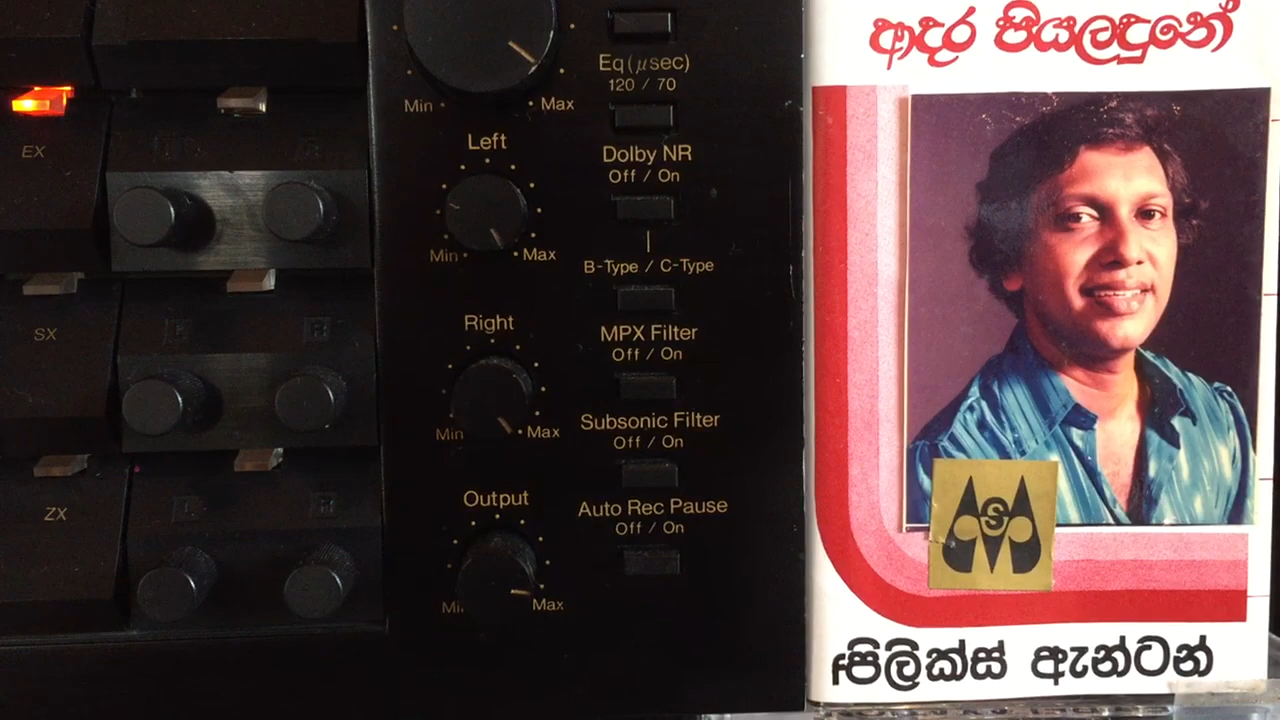 Min
Max
Left
Min
Max
Right
Min
Max
Output
Max
Eq (μsec)
120 / 70
Dolby NR
Off / On
B-Type / C-Type
MPX Filter
Off / On
Subsonic Filter
Off / On
Auto Rec Pause
Off / On
EX
SX
ZX
L
R
L
R
ආදර පියලදුනේ
S
fපිලික්ස් ඇන්ටන්